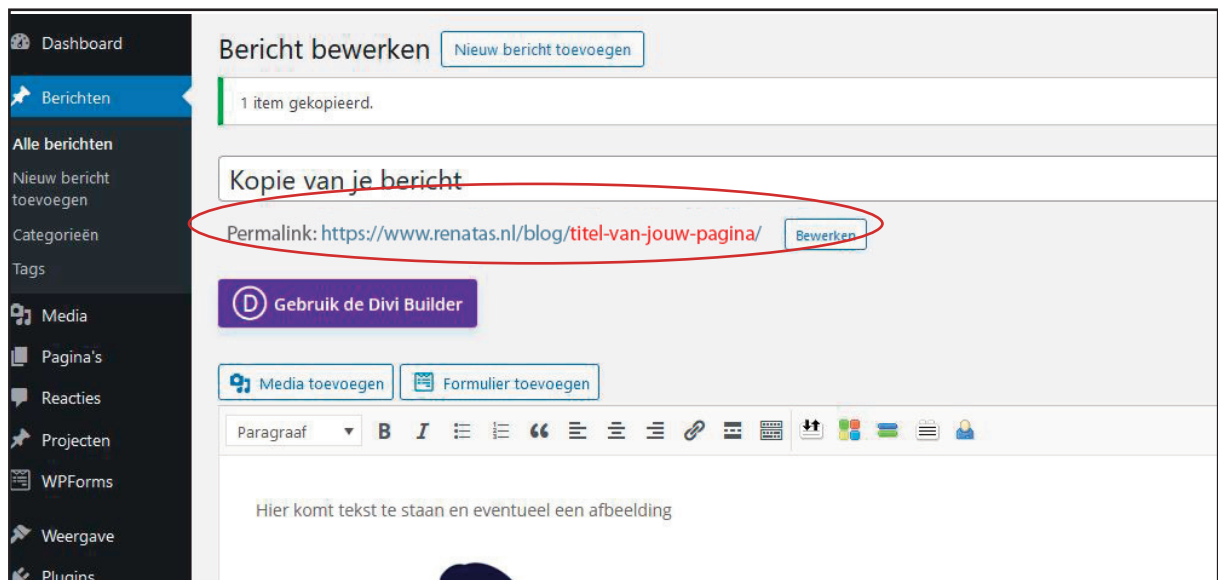 Dashboard
Berichten
Alle berichten
Nieuw bericht
toevoegen
Categorieën
Tags
Media
Pagina's
Reacties
Projecten
WPForms
Weergave
Plugins
Bericht bewerken Nieuw bericht toevoegen
1 item gekopieerd.
Kopie van je bericht
Permalink: https://www.renatas.nl/blog/titel-van-jouw-pagina/ Bewerken
D Gebruik de Divi Builder
Media toevoegen Formulier toevoegen
Paragraaf B I
Hier komt tekst te staan en eventueel een afbeelding